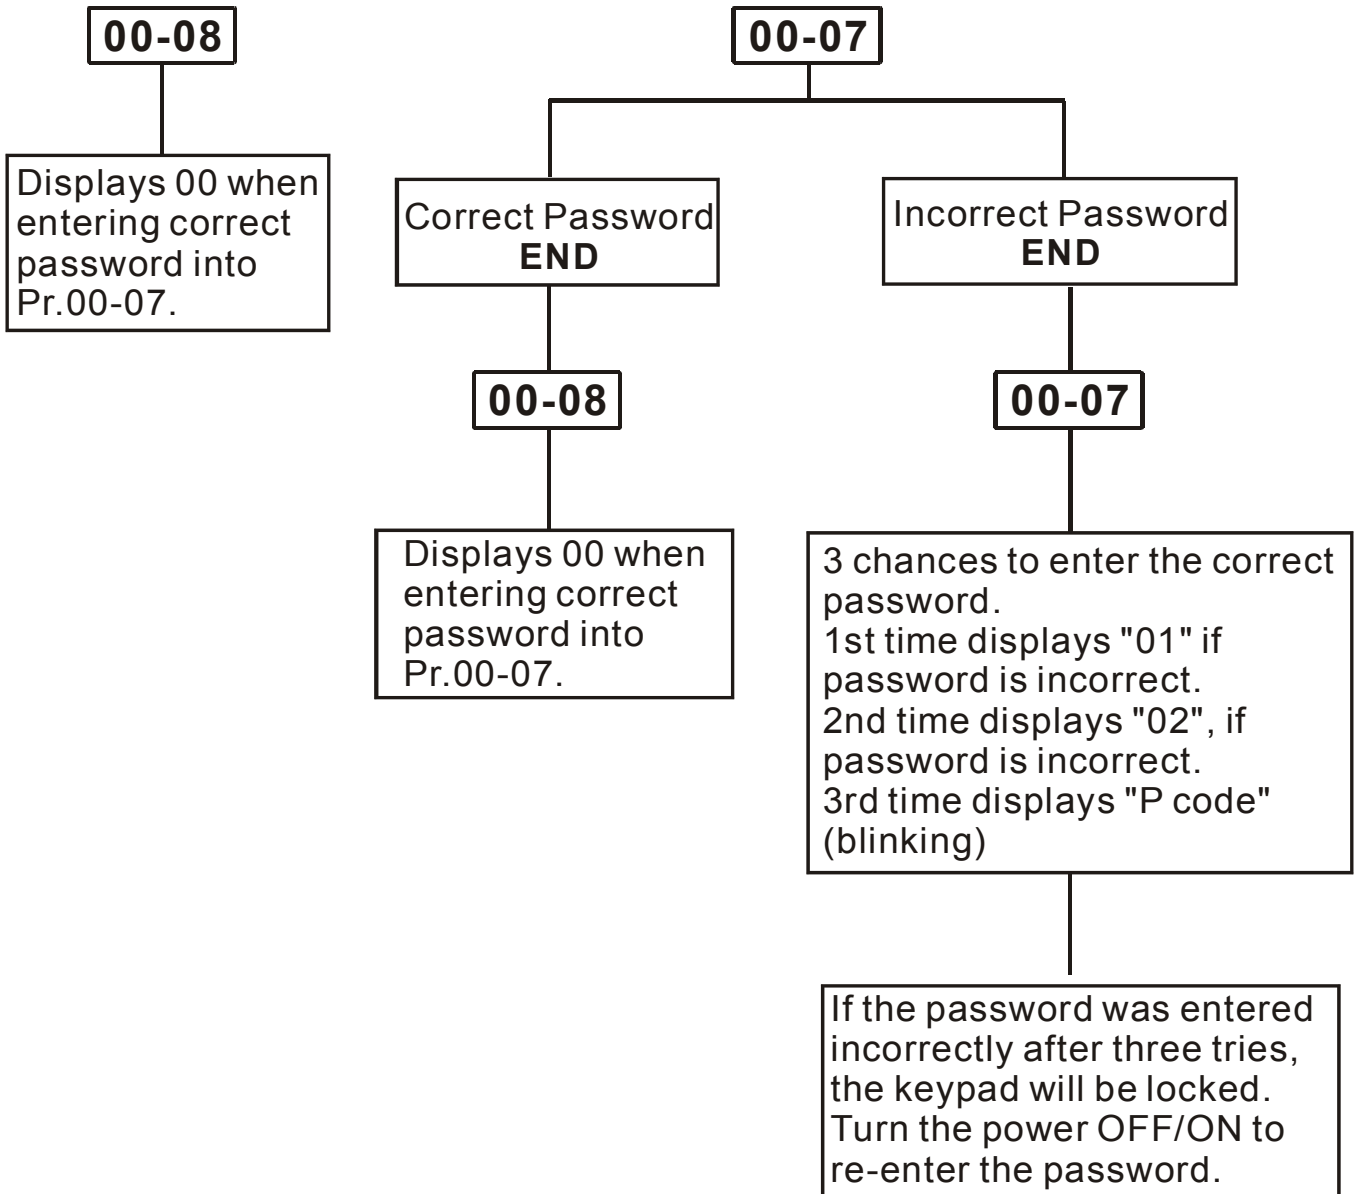 00-08
Displays 00 when
entering correct
password into
Pr.00-07.
00-07
Correct Password
END
00-08
Displays 00 when
entering correct
password into
Pr.00-07.
Incorrect Password
END
00-07
3 chances to enter the correct
password.
1st time displays "01" if
password is incorrect.
2nd time displays "02", if
password is incorrect.
3rd time displays "P code"
(blinking)
If the password was entered
incorrectly after three tries,
the keypad will be locked.
Turn the power OFF/ON to
re-enter the password.